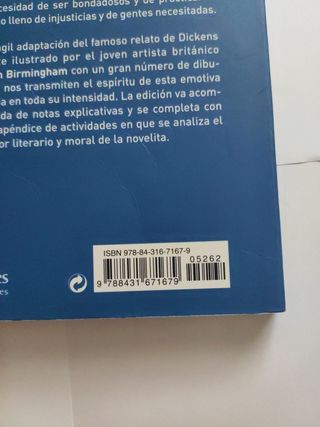 cesidad de ser bondadosos y de practicar
o lleno de injusticias y de gentes necesitadas.
ágil adaptación del famoso relato de Dickens
te ilustrado por el joven artista británico
n Birmingham con un gran número de dibu-
nos transmiten el espíritu de esta emotiva
a en toda su intensidad. La edición va acom-
da de notas explicativas y se completa con
apéndice de actividades en que se analiza el
or literario y moral de la novelita.
ISBN 978-84-316-7167-9
05262
9 788431 671679
es
es